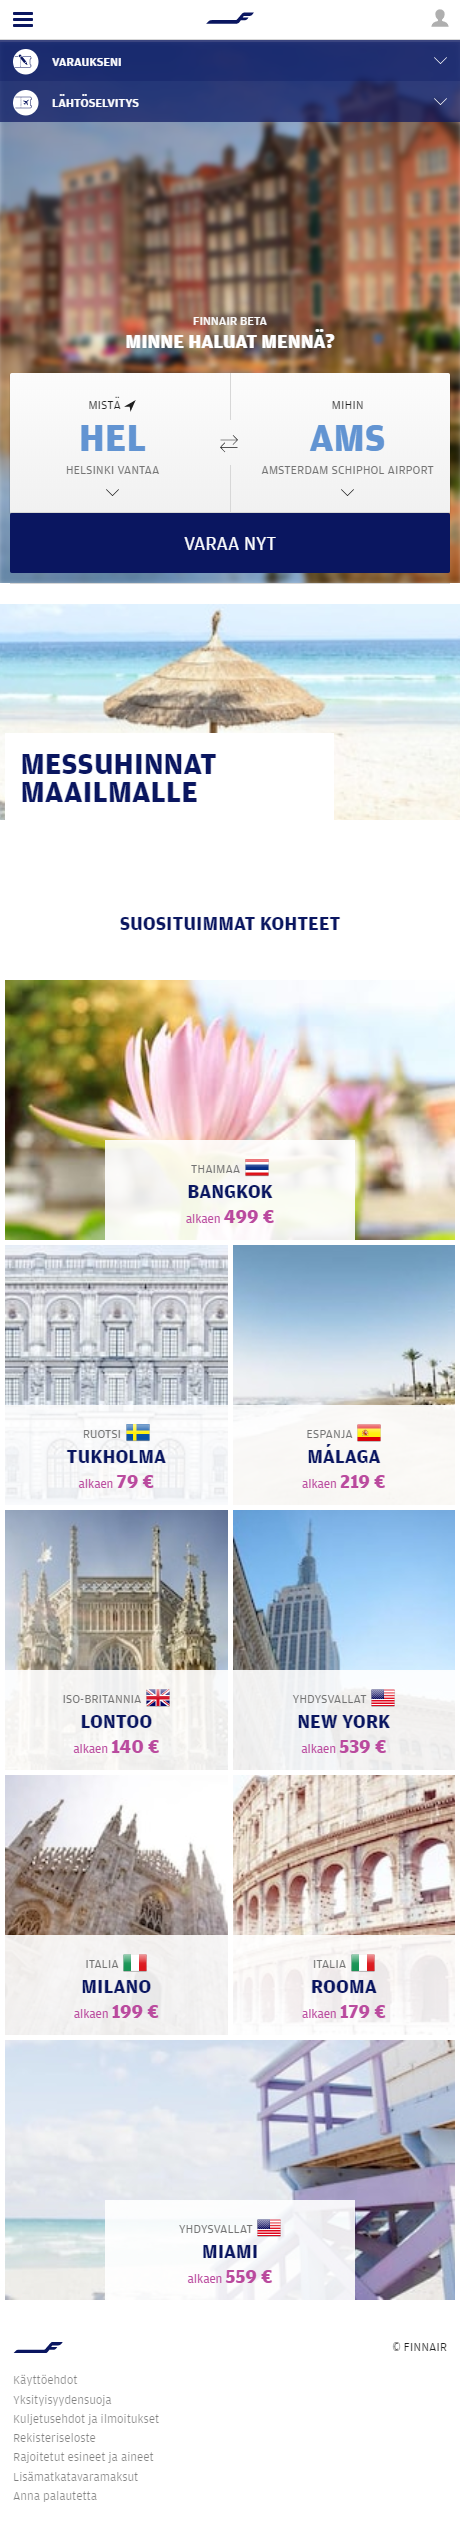 VARAUKSENI
LÄHTÖSELVITYS
FINNAIR BETA
MINNE HALUAT MENNÄ?
MISTÄ
HEL
HELSINKI VANTAA
MIHIN
AMS
AMSTERDAM SCHIPHOL AIRPORT
VARAA NYT
MESSUHINNAT
MAAILMALLE
SUOSITUIMMAT KOHTEET
THAIMAA
BANGKOK
alkaen 499 €
RUOTSI
TUKHOLMA
alkaen 79 €
ESPANJA
MÁLAGA
alkaen 219 €
ISO-BRITANNIA
LONTOO
alkaen 140 €
YHDYSVALLAT
NEW YORK
alkaen 539 €
ITALIA
MILANO
alkaen 199 €
ITALIA
ROOMA
alkaen 179 €
YHDYSVALLAT
MIAMI
alkaen 559 €
© FINNAIR
Käyttöehdot
Yksityisyydensuoja
Kuljetusehdot ja ilmoitukset
Rekisteriseloste
Rajoitetut esineet ja aineet
Lisämatkatavaramaksut
Anna palautetta